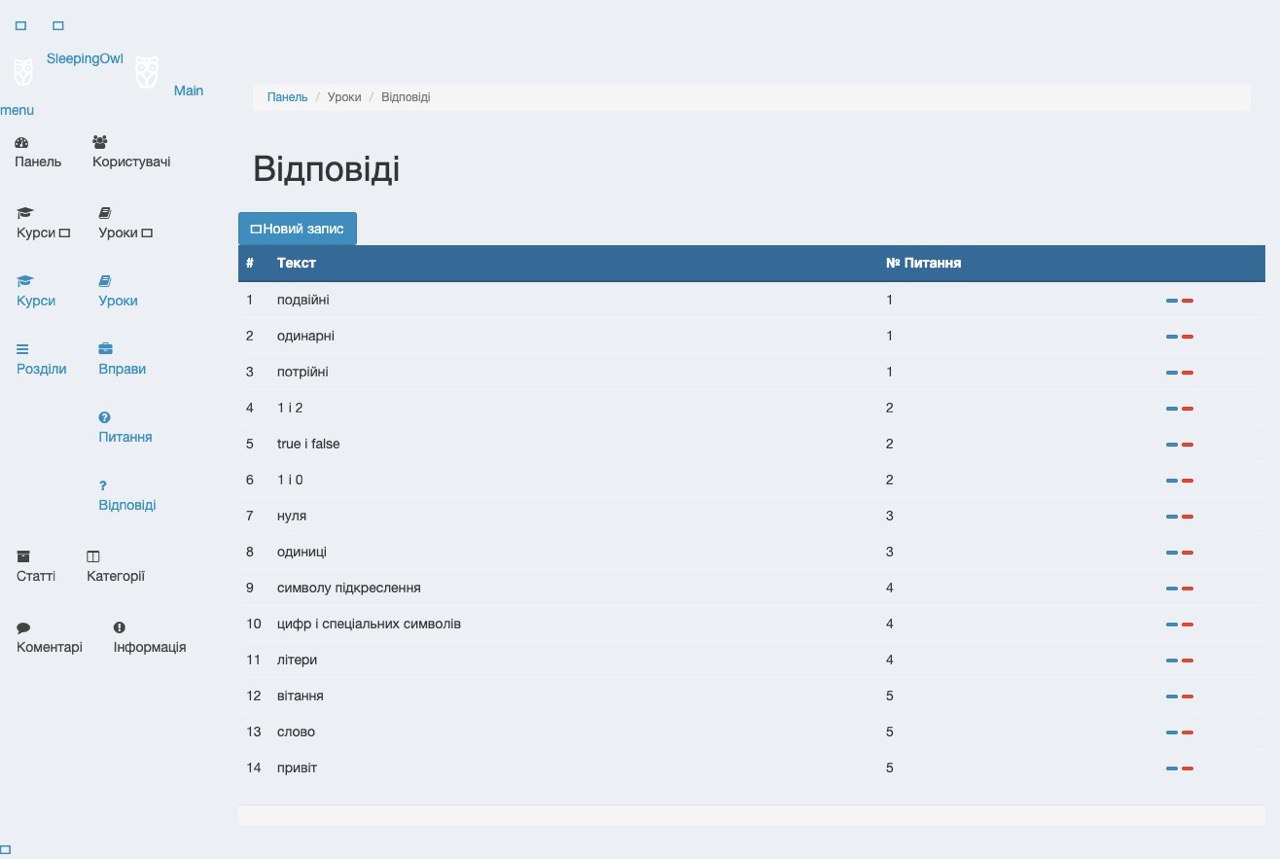 SleepingOwl
Main
menu
Панель Користувачі
Курси Уроки
Курси Уроки
Розділи Вправи
Питання
Відповіді
Статті Категорії
Коментарі Інформація
Панель / Уроки / Відповіді
Відповіді
Новий запис
# Текст № Питання
1 подвійні 1
2 одинарні 1
3 потрійні 1
4 1 і 2 2
5 true і false 2
6 1 і 0 2
7 нуля 3
8 одиниці 3
9 символу підкреслення 4
10 цифр і спеціальних символів 4
11 літери 4
12 вітання 5
13 слово 5
14 привіт 5